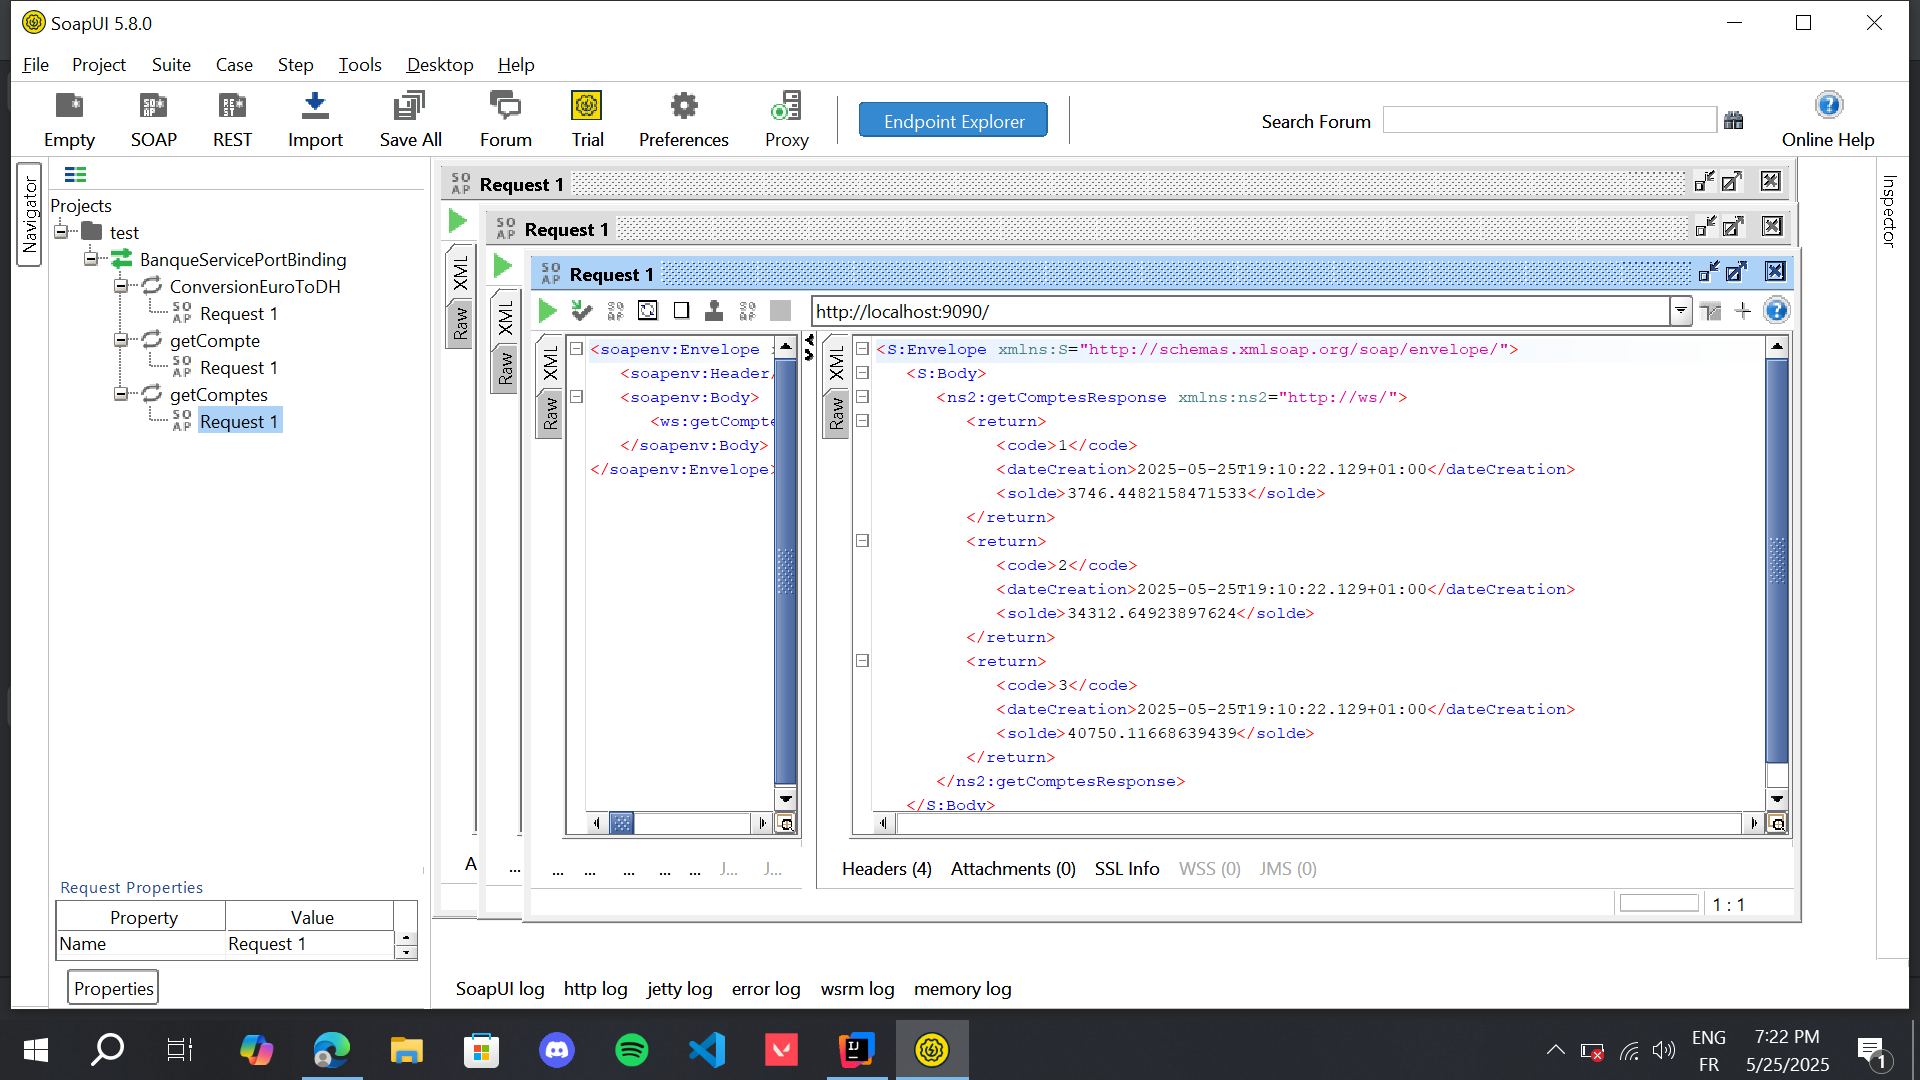 SoapUI 5.8.0
File Project Suite Case Step Tools Desktop Help
Empty SOAP REST Import Save All Forum Trial Preferences Proxy Endpoint Explorer Search Forum Online Help
Navigator
Projects
test
BanqueServicePortBinding
ConversionEuroToDH
Request 1
getCompte
Request 1
getComptes
Request 1
Request Properties
Property Value
Name Request 1
Properties
Request 1
XML
Raw
A
Request 1
XML
Raw
...
Request 1
http://localhost:9090/
XML
Raw
<soapenv:Envelope
<soapenv:Header/
<soapenv:Body>
<ws:getCompte
</soapenv:Body>
</soapenv:Envelope>
... ... ... ... ... J... J...
XML
Raw
<S:Envelope xmlns:S="http://schemas.xmlsoap.org/soap/envelope/">
<S:Body>
<ns2:getComptesResponse xmlns:ns2="http://ws/">
<return>
<code>1</code>
<dateCreation>2025-05-25T19:10:22.129+01:00</dateCreation>
<solde>3746.4482158471533</solde>
</return>
<return>
<code>2</code>
<dateCreation>2025-05-25T19:10:22.129+01:00</dateCreation>
<solde>34312.64923897624</solde>
</return>
<return>
<code>3</code>
<dateCreation>2025-05-25T19:10:22.129+01:00</dateCreation>
<solde>40750.11668639439</solde>
</return>
</ns2:getComptesResponse>
</S:Body>
Headers (4) Attachments (0) SSL Info WSS (0) JMS (0)
1 : 1
Inspector
SoapUI log http log jetty log error log wsrm log memory log
ENG
FR
7:22 PM
5/25/2025
1